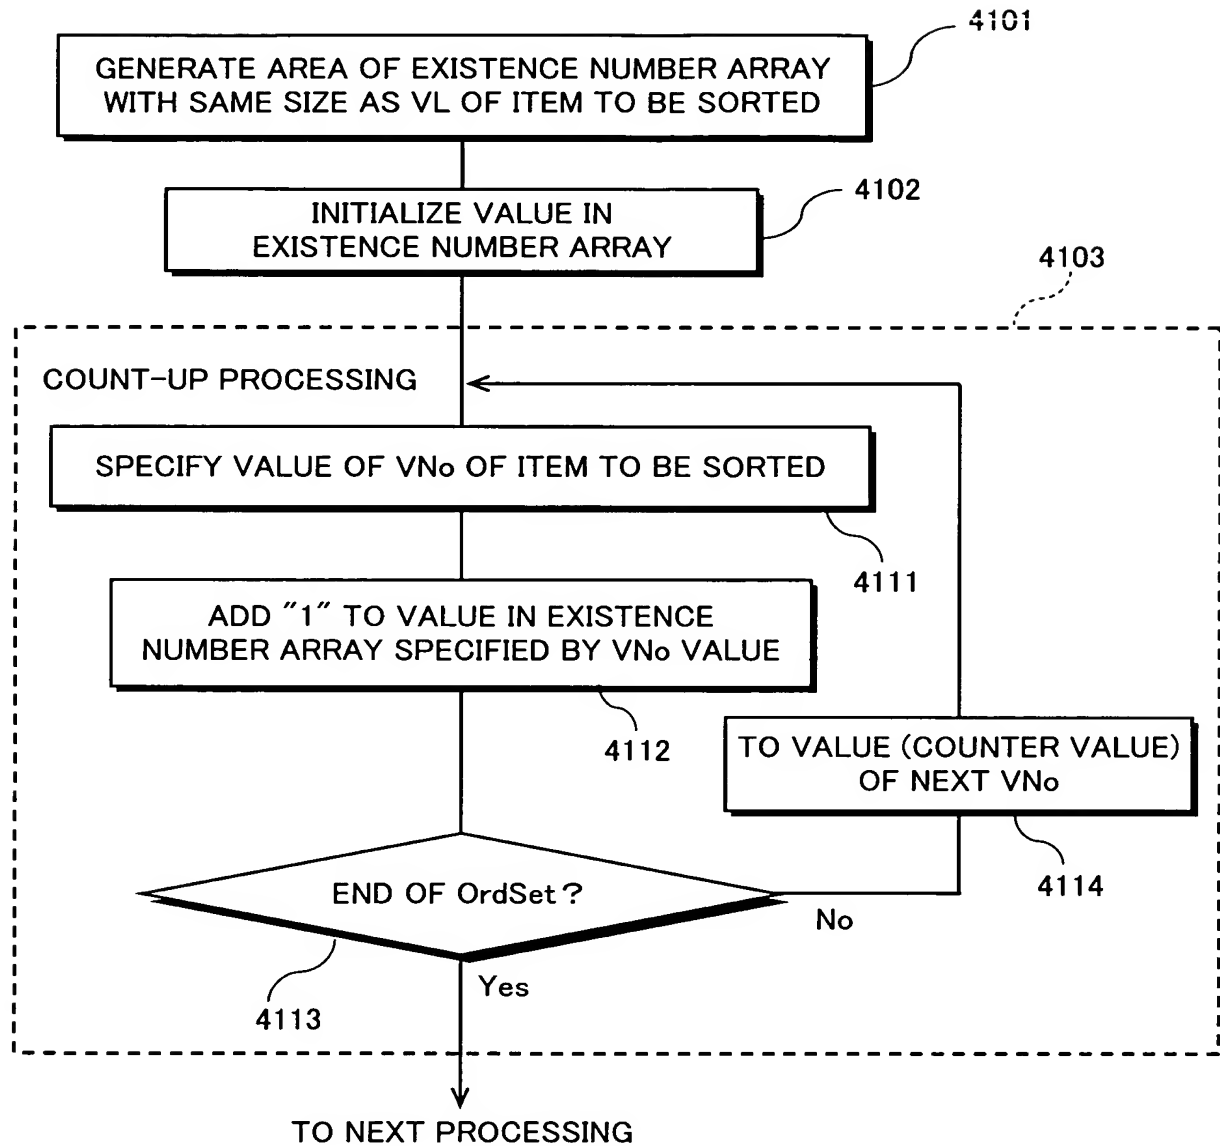 4101
GENERATE AREA OF EXISTENCE NUMBER ARRAY
WITH SAME SIZE AS VL OF ITEM TO BE SORTED
4102
INITIALIZE VALUE IN
EXISTENCE NUMBER ARRAY
4103
COUNT-UP PROCESSING
SPECIFY VALUE OF VNo OF ITEM TO BE SORTED
4111
ADD "1" TO VALUE IN EXISTENCE
NUMBER ARRAY SPECIFIED BY VNo VALUE
4112
TO VALUE (COUNTER VALUE)
OF NEXT VNo
4114
END OF OrdSet?
No
Yes
4113
TO NEXT PROCESSING